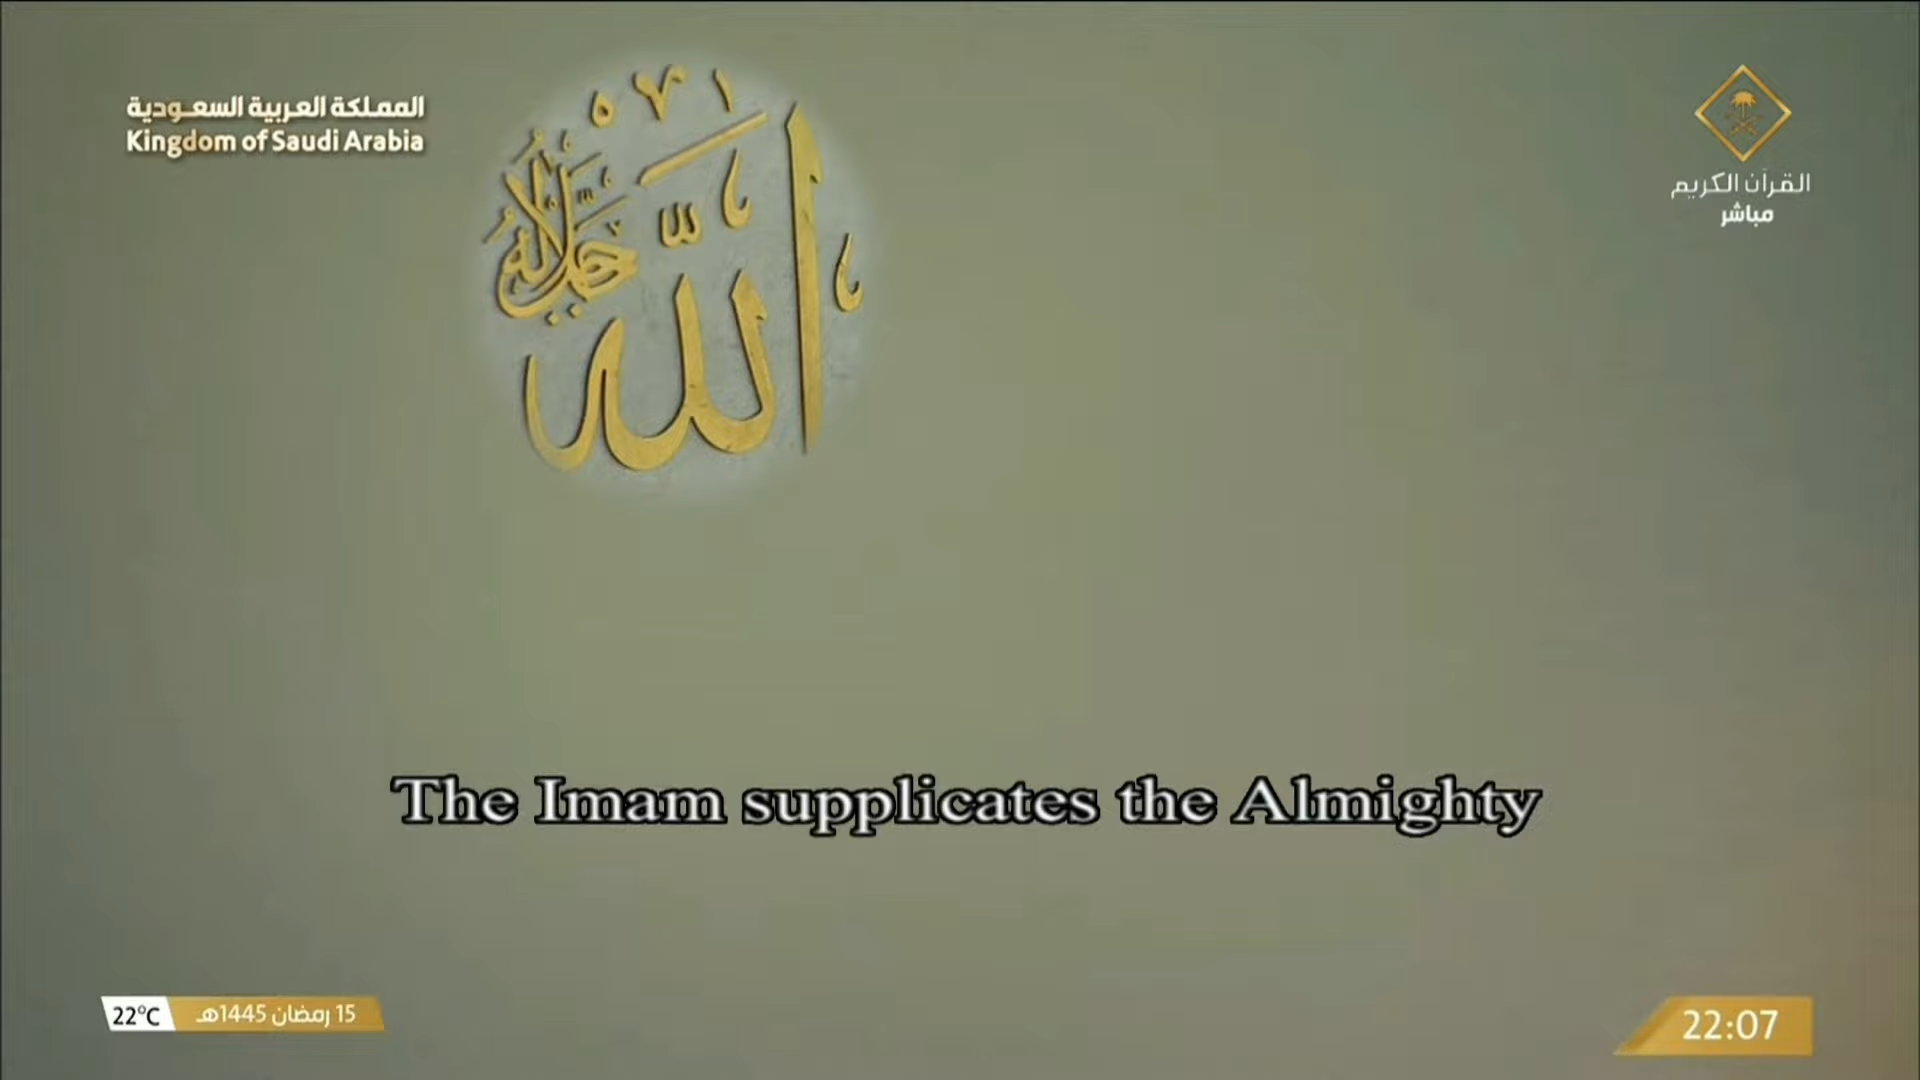 المملكة العربية السعودية
Kingdom of Saudi Arabia
الله
جل جلاله
القرآن الكريم
مباشر
The Imam supplicates the Almighty
22°C
15 رمضان 1445هـ
22:07